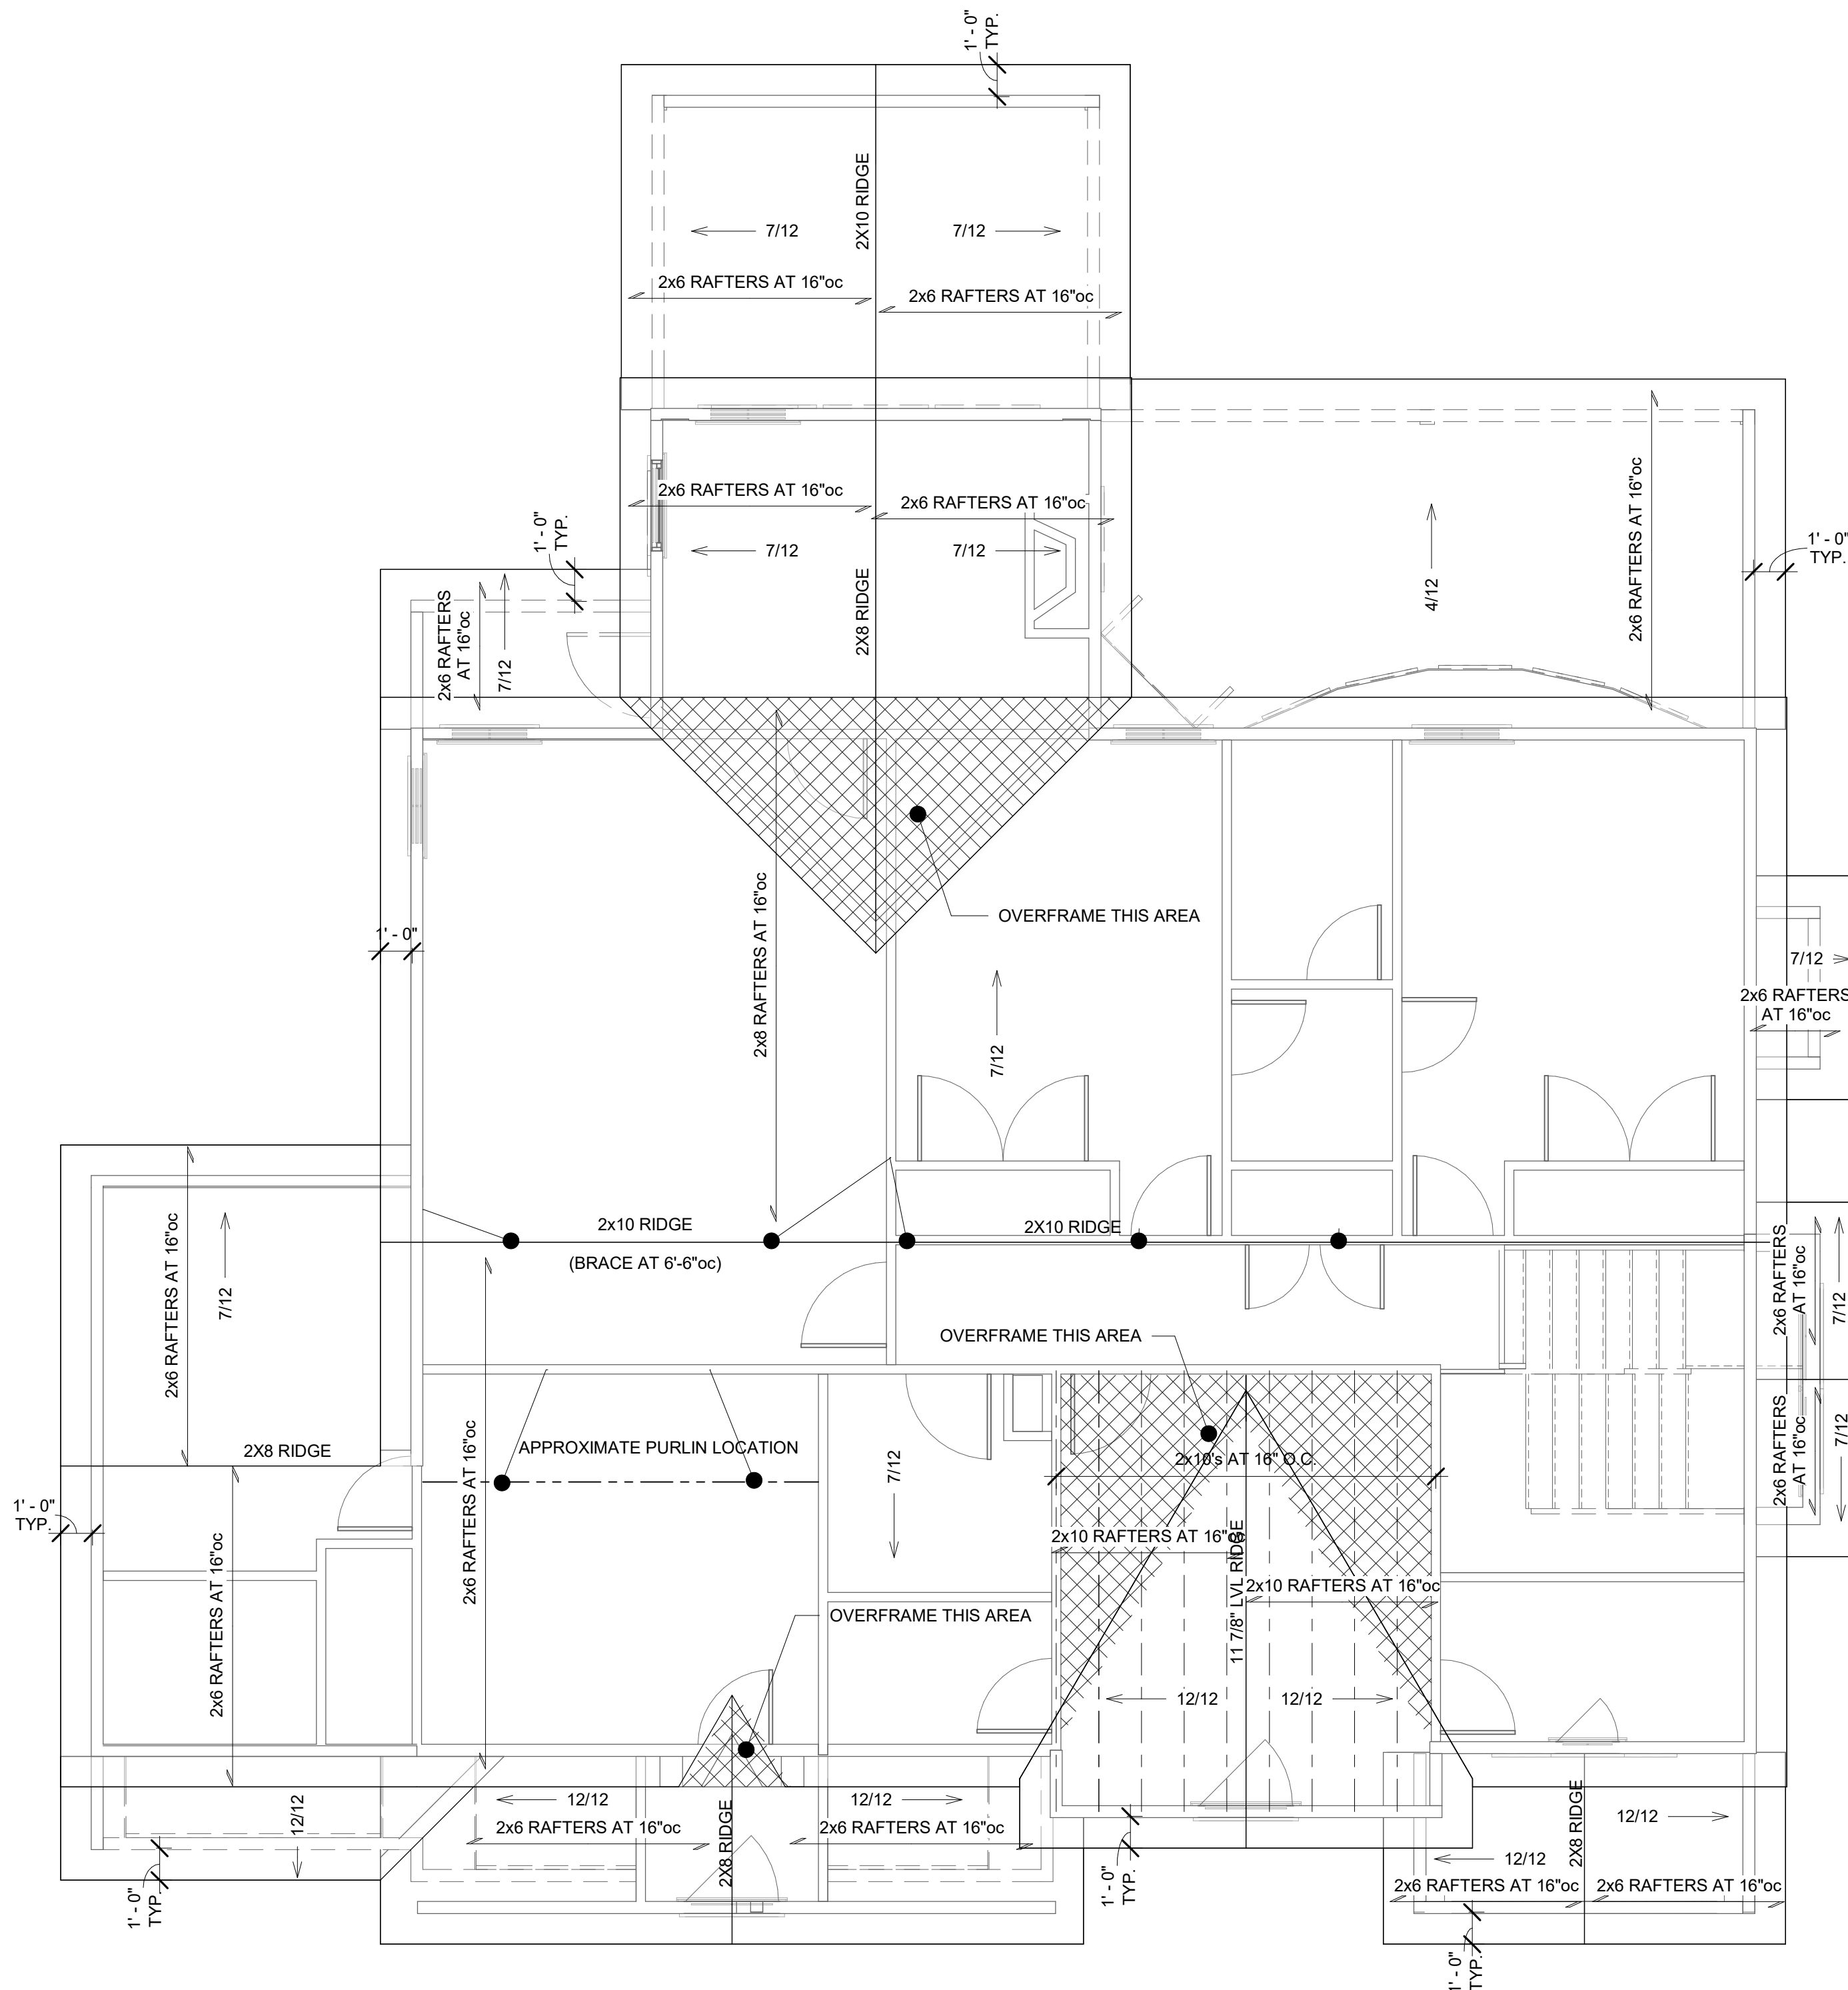 1' - 0"
TYP.
2X10 RIDGE
7/12
7/12
2x6 RAFTERS AT 16"oc
2x6 RAFTERS AT 16"oc
2x6 RAFTERS AT 16"oc
2x6 RAFTERS AT 16"oc
2x6 RAFTERS AT 16"oc
1' - 0"
TYP.
1' - 0"
TYP.
7/12
7/12
4/12
2X8 RIDGE
2x6 RAFTERS
AT 16"oc
7/12
2x8 RAFTERS AT 16"oc
OVERFRAME THIS AREA
1' - 0"
7/12
2x6 RAFTERS
AT 16"oc
7/12
2x6 RAFTERS AT 16"oc
7/12
2x10 RIDGE
(BRACE AT 6'-6"oc)
2X10 RIDGE
2x6 RAFTERS
AT 16"oc
7/12
OVERFRAME THIS AREA
2X8 RIDGE
2x6 RAFTERS AT 16"oc
APPROXIMATE PURLIN LOCATION
7/12
2x10's AT 16" O.C.
2x6 RAFTERS
AT 16"oc
7/12
1' - 0"
TYP.
2x6 RAFTERS AT 16"oc
2x10 RAFTERS AT 16"oc
11 7/8" LVL RIDGE
2x10 RAFTERS AT 16"oc
OVERFRAME THIS AREA
12/12
12/12
12/12
12/12
12/12
2x6 RAFTERS AT 16"oc
2x6 RAFTERS AT 16"oc
2X8 RIDGE
12/12
12/12
2X8 RIDGE
2x6 RAFTERS AT 16"oc
2x6 RAFTERS AT 16"oc
1' - 0"
TYP.
1' - 0"
TYP.
1' - 0"
TYP.